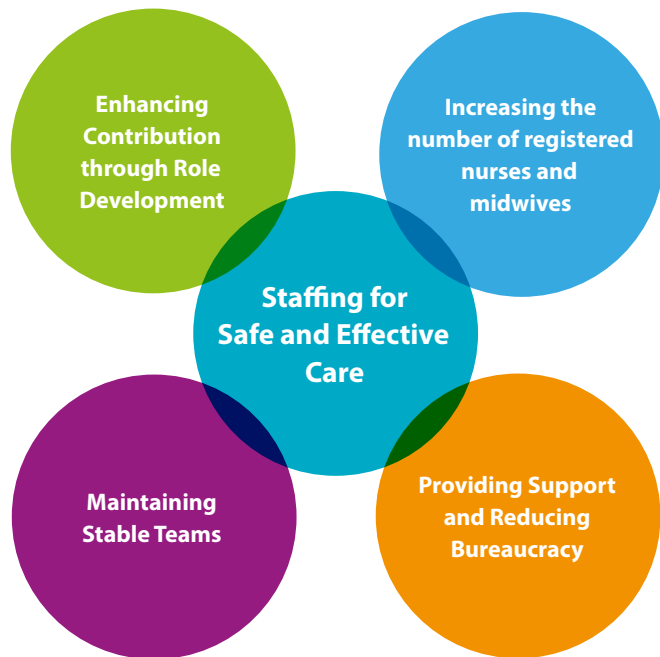 Enhancing
Contribution
through Role
Development
Increasing the
number of registered
nurses and
midwives
Staffing for
Safe and Effective
Care
Maintaining
Stable Teams
Providing Support
and Reducing
Bureaucracy